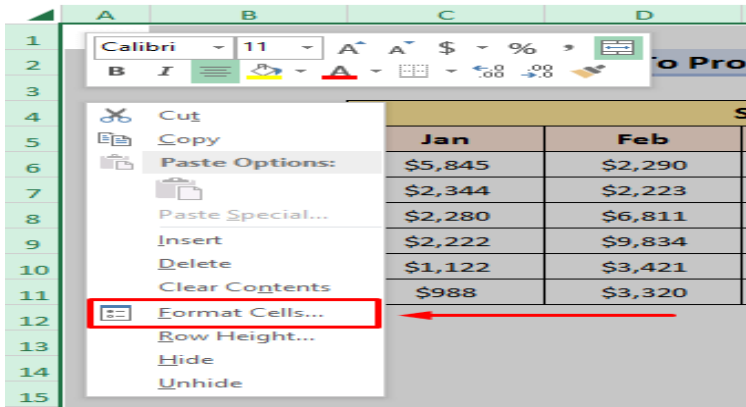 A B C D
1 Calibri 11 A A $ % ,
2 B I A .00 .0 To Pro
3
4 Cut S
5 Copy Jan Feb
6 Paste Options: $5,845 $2,290
7 $2,344 $2,223
8 Paste Special... $2,280 $6,811
9 Insert $2,222 $9,834
10 Delete $1,122 $3,421
11 Clear Contents $988 $3,320
12 Format Cells...
13 Row Height...
14 Hide
15 Unhide